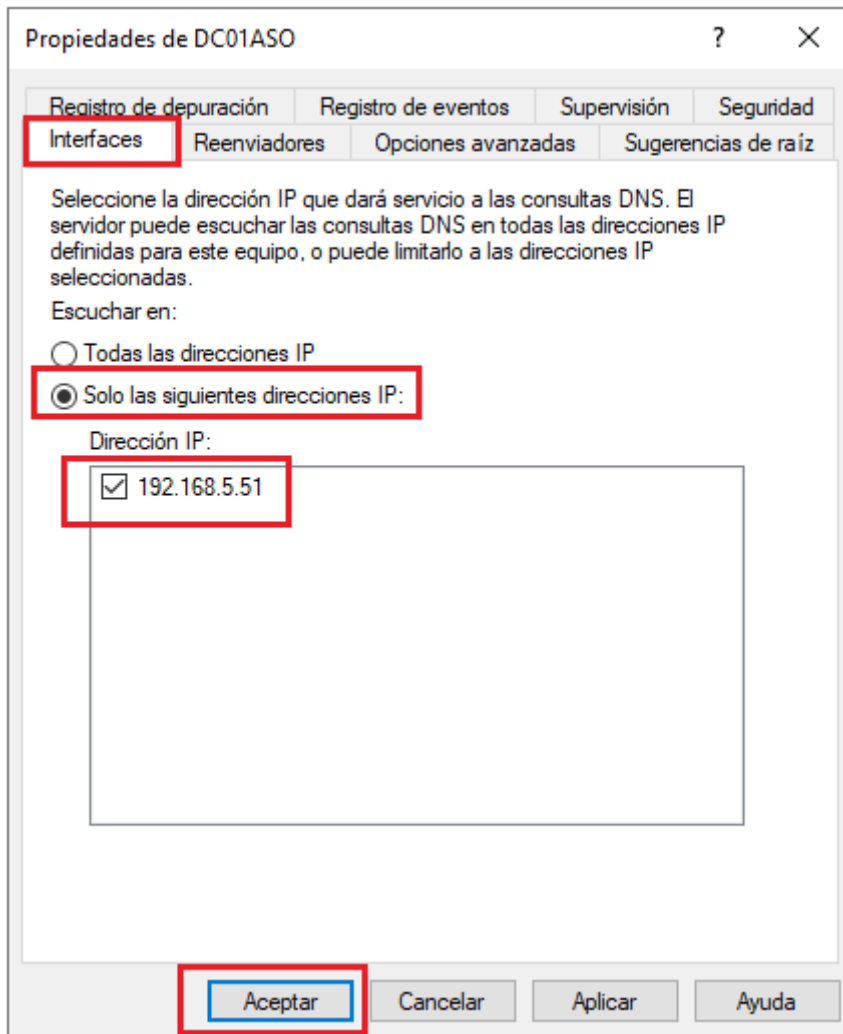 Propiedades de DC01ASO ? ×
Registro de depuración Registro de eventos Supervisión Seguridad
Interfaces Reenviadores Opciones avanzadas Sugerencias de raíz
Seleccione la dirección IP que dará servicio a las consultas DNS. El
servidor puede escuchar las consultas DNS en todas las direcciones IP
definidas para este equipo, o puede limitarlo a las direcciones IP
seleccionadas.
Escuchar en:
Todas las direcciones IP
Solo las siguientes direcciones IP:
Dirección IP:
192.168.5.51
Aceptar Cancelar Aplicar Ayuda